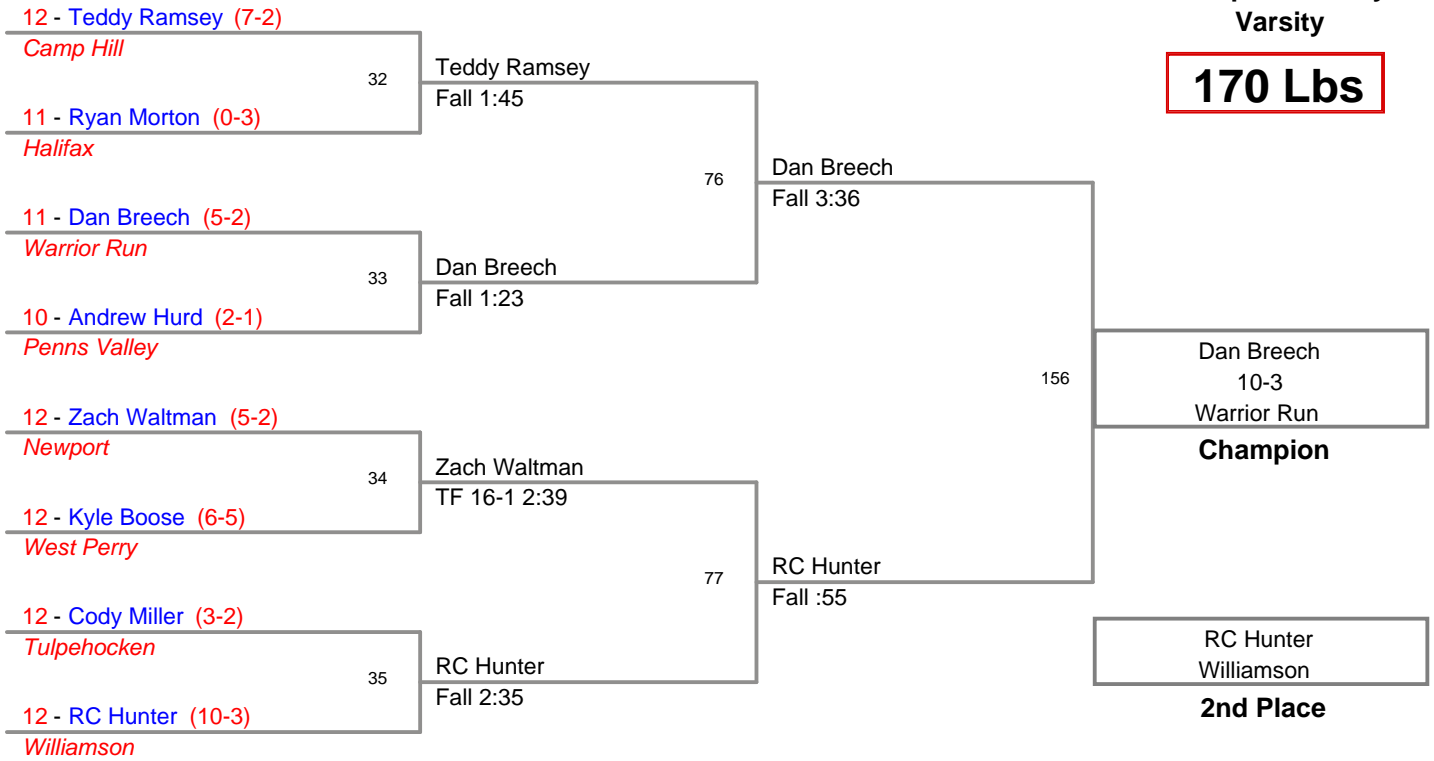 Varsity
170 Lbs
12 - Teddy Ramsey (7-2)
Camp Hill
32
Teddy Ramsey
Fall 1:45
11 - Ryan Morton (0-3)
Halifax
76
Dan Breech
Fall 3:36
11 - Dan Breech (5-2)
Warrior Run
33
Dan Breech
Fall 1:23
10 - Andrew Hurd (2-1)
Penns Valley
156
Dan Breech
10-3
Warrior Run
Champion
12 - Zach Waltman (5-2)
Newport
34
Zach Waltman
TF 16-1 2:39
12 - Kyle Boose (6-5)
West Perry
77
RC Hunter
Fall :55
12 - Cody Miller (3-2)
Tulpehocken
35
RC Hunter
Fall 2:35
12 - RC Hunter (10-3)
Williamson
RC Hunter
Williamson
2nd Place